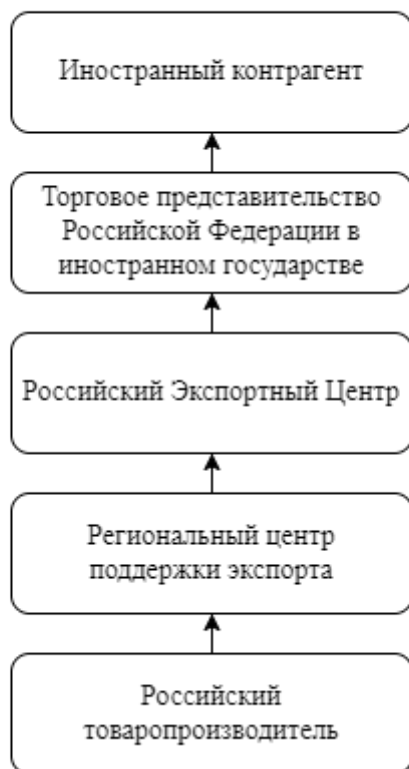 Иностранный контрагент
Торговое представительство
Российской Федерации в
иностранном государстве
Российский Экспортный Центр
Региональный центр
поддержки экспорта
Российский
товаропроизводитель